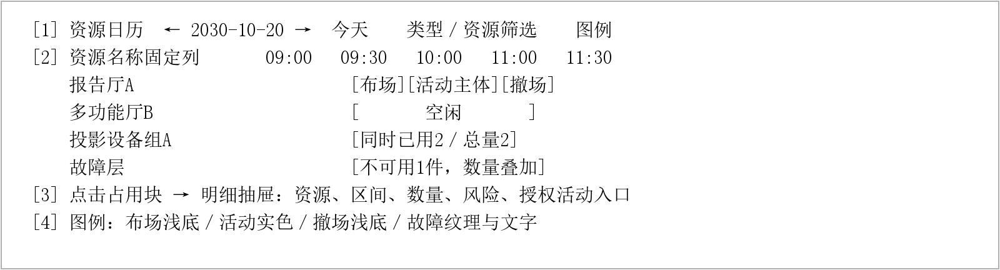 [1] 资源日历  ← 2030-10-20 →  今天    类型／资源筛选    图例
[2] 资源名称固定列       09:00   09:30   10:00   11:00   11:30
    报告厅A                       [布场][活动主体][撤场]
    多功能厅B                     [       空闲       ]
    投影设备组A                   [同时已用2／总量2]
    故障层                        [不可用1件，数量叠加]
[3] 点击占用块 → 明细抽屉：资源、区间、数量、风险、授权活动入口
[4] 图例：布场浅底／活动实色／撤场浅底／故障纹理与文字